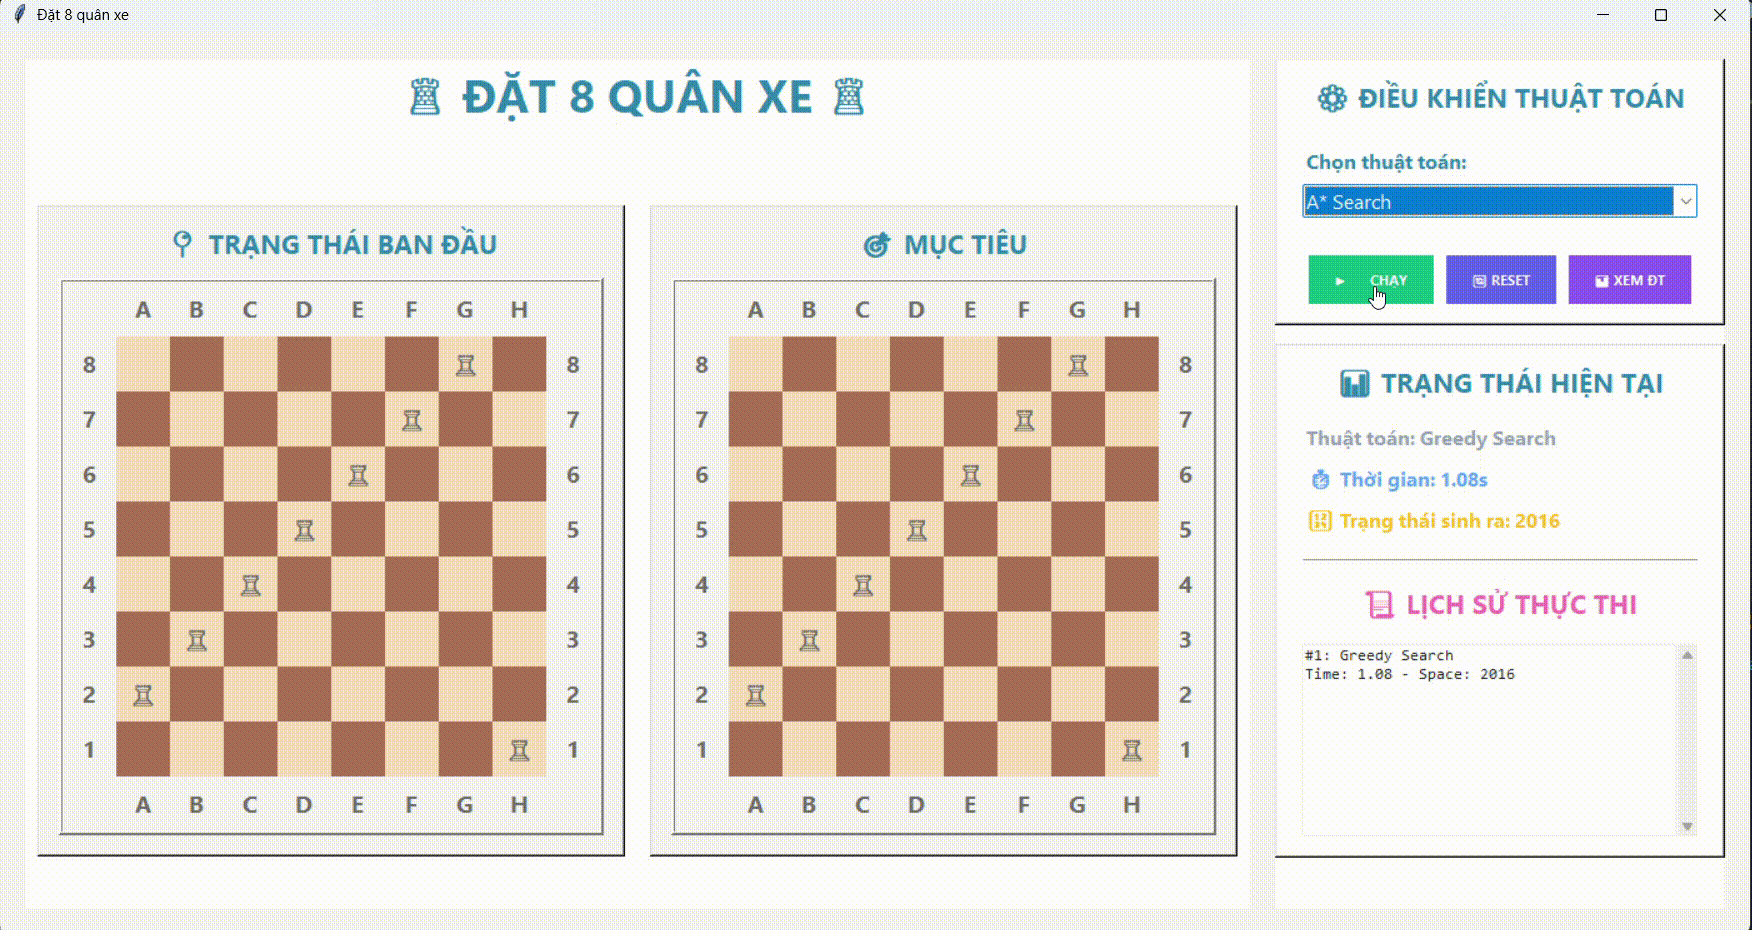 Đặt 8 quân xe
ĐẶT 8 QUÂN XE
TRẠNG THÁI BAN ĐẦU
A B C D E F G H
8 8
7 7
6 6
5 5
4 4
3 3
2 2
1 1
A B C D E F G H
MỤC TIÊU
A B C D E F G H
8 8
7 7
6 6
5 5
4 4
3 3
2 2
1 1
A B C D E F G H
ĐIỀU KHIỂN THUẬT TOÁN
Chọn thuật toán:
A* Search
CHẠY RESET XEM ĐT
TRẠNG THÁI HIỆN TẠI
Thuật toán: Greedy Search
Thời gian: 1.08s
Trạng thái sinh ra: 2016
LỊCH SỬ THỰC THI
#1: Greedy Search
Time: 1.08 - Space: 2016